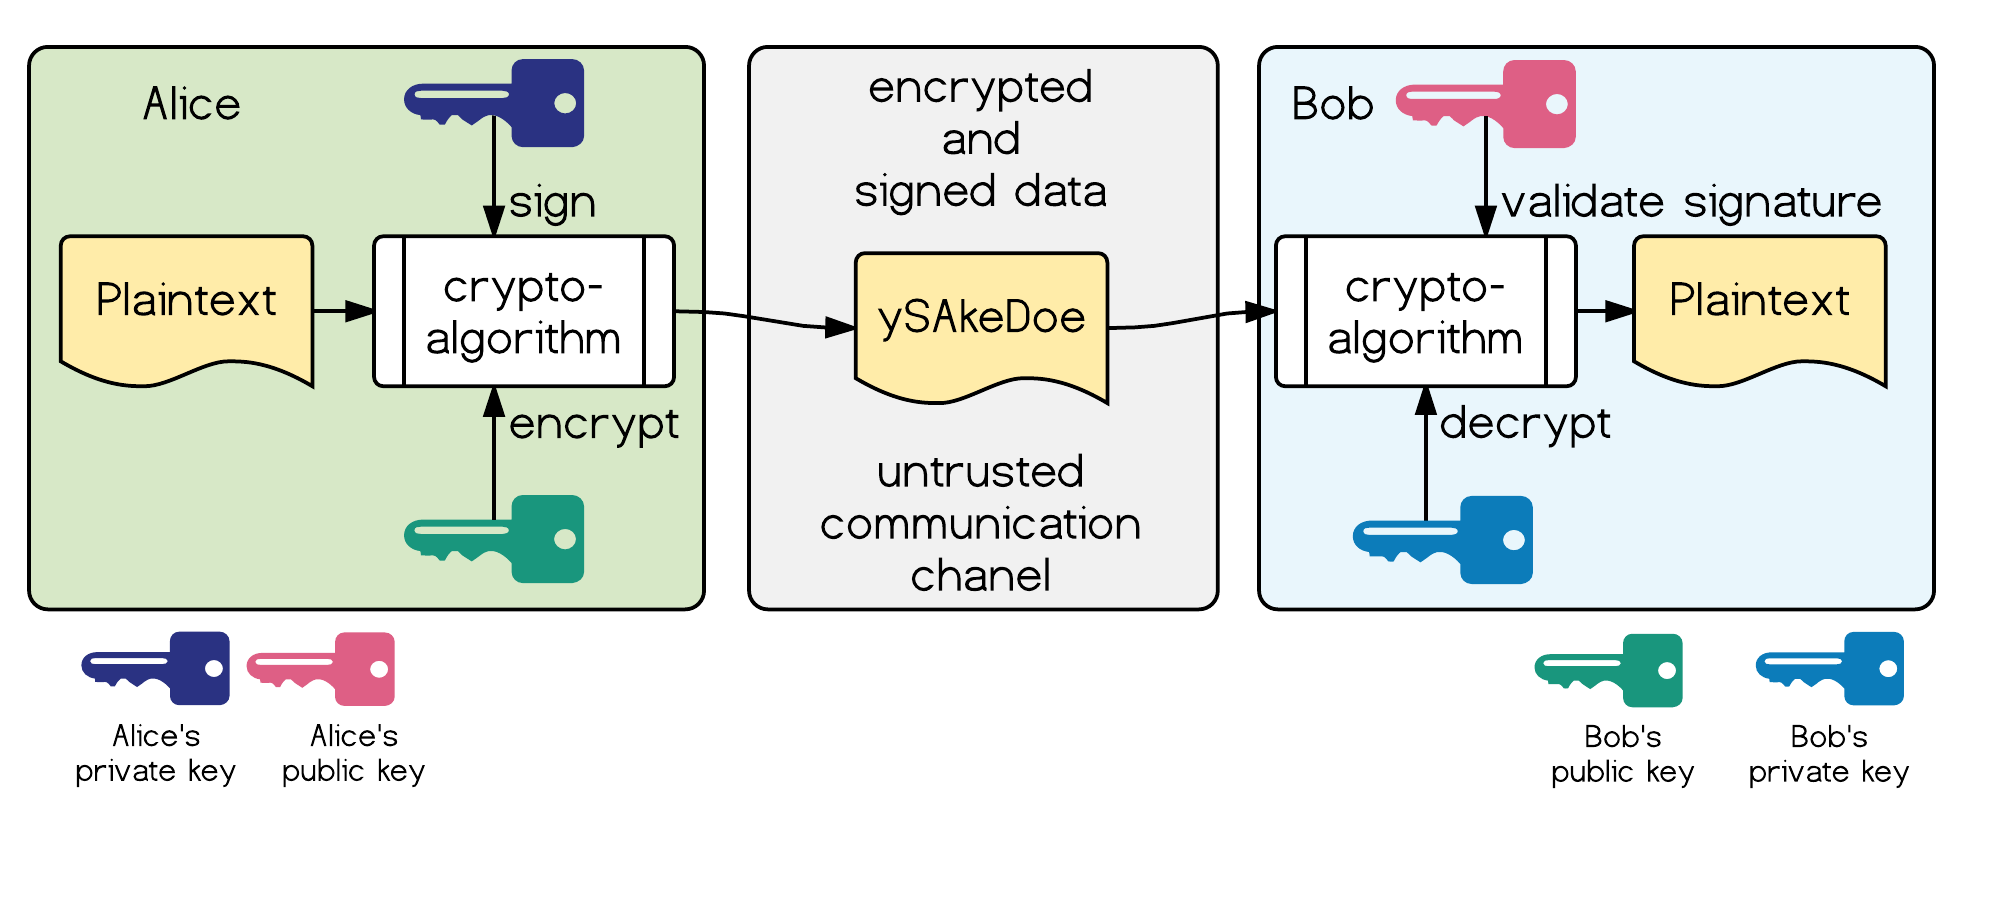 Alice
sign
Plaintext
crypto-
algorithm
encrypt
encrypted
and
signed data
ySAkeDoe
untrusted
communication
chanel
Bob
validate signature
crypto-
algorithm
Plaintext
decrypt
Alice's
private key
Alice's
public key
Bob's
public key
Bob's
private key